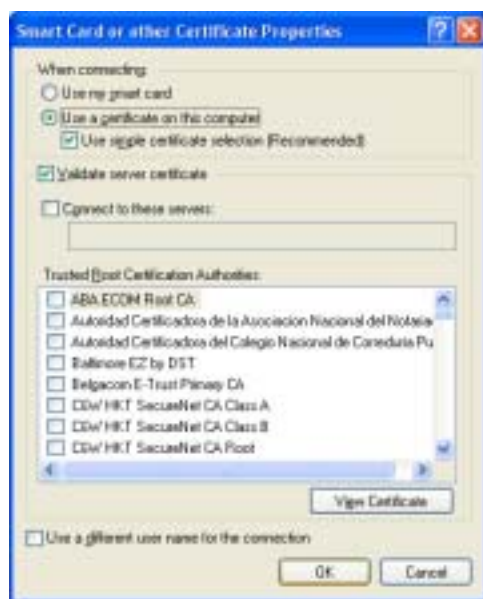 Smart Card or other Certificate Properties
When connecting:
Use my smart card
Use a certificate on this computer
Use simple certificate selection (Recommended)
Validate server certificate
Connect to these servers:
Trusted Root Certification Authorities:
ABA.ECOM Root CA
Autoridad Certificadora de la Asociacion Nacional del Notaria
Autoridad Certificadora del Colegio Nacional de Correduria Pu
Baltimore EZ by DST
Belgacom E-Trust Primary CA
C&W HKT SecureNet CA Class A
C&W HKT SecureNet CA Class B
C&W HKT SecureNet CA Root
View Certificate
Use a different user name for the connection
OK
Cancel